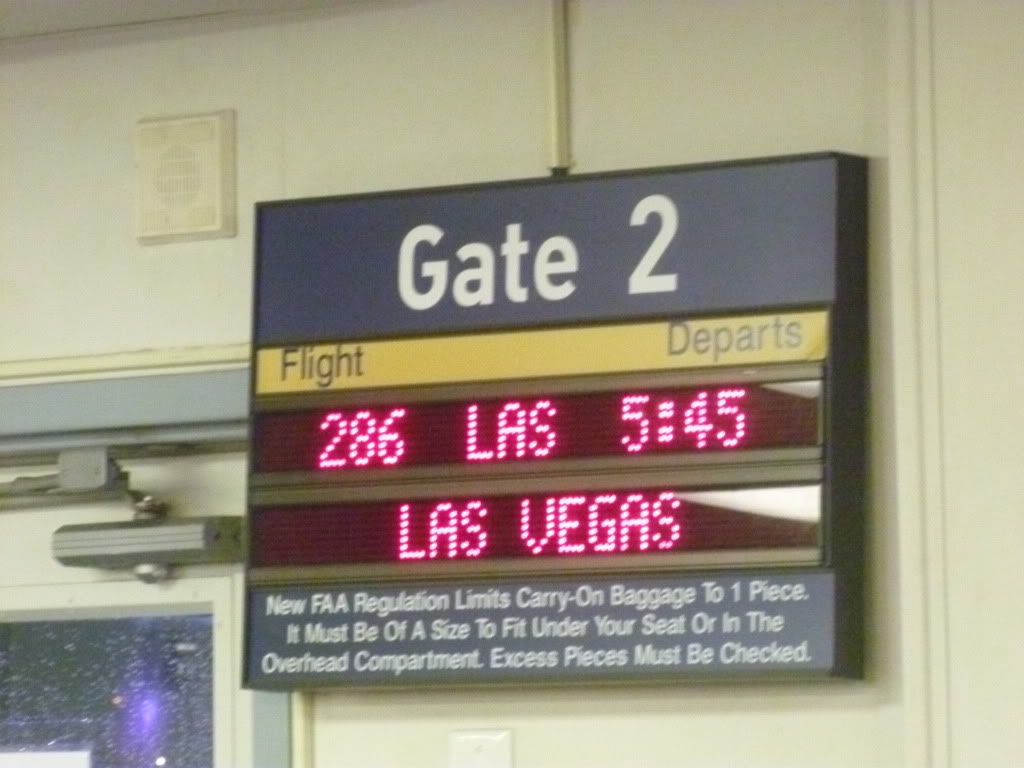 Gate 2
Flight Departs
286 LAS 5:45
LAS VEGAS
New FAA Regulation Limits Carry-On Baggage To 1 Piece.
It Must Be Of A Size To Fit Under Your Seat Or In The
Overhead Compartment. Excess Pieces Must Be Checked.